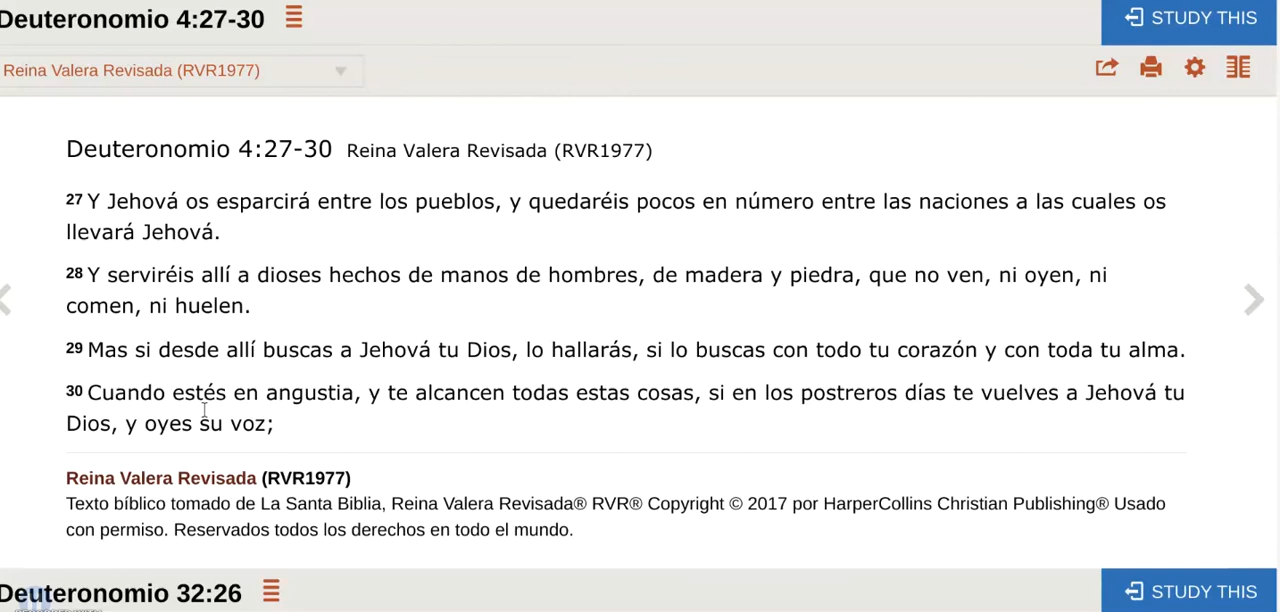 Deuteronomio 4:27-30
STUDY THIS
Reina Valera Revisada (RVR1977)
Deuteronomio 4:27-30 Reina Valera Revisada (RVR1977)
27 Y Jehová os esparcirá entre los pueblos, y quedaréis pocos en número entre las naciones a las cuales os
llevará Jehová.
28 Y serviréis allí a dioses hechos de manos de hombres, de madera y piedra, que no ven, ni oyen, ni
comen, ni huelen.
29 Mas si desde allí buscas a Jehová tu Dios, lo hallarás, si lo buscas con todo tu corazón y con toda tu alma.
30 Cuando estés en angustia, y te alcancen todas estas cosas, si en los postreros días te vuelves a Jehová tu
Dios, y oyes su voz;
Reina Valera Revisada (RVR1977)
Texto bíblico tomado de La Santa Biblia, Reina Valera Revisada® RVR® Copyright © 2017 por HarperCollins Christian Publishing® Usado
con permiso. Reservados todos los derechos en todo el mundo.
Deuteronomio 32:26
STUDY THIS